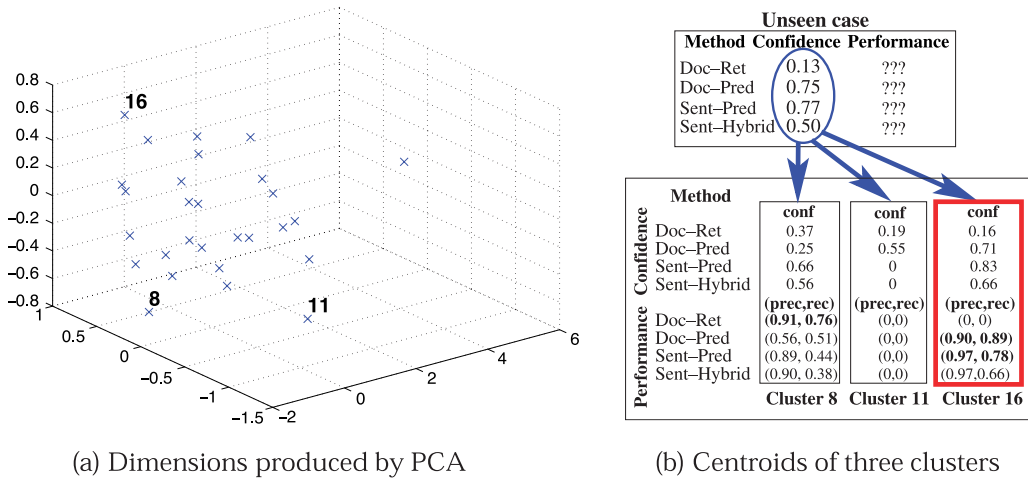 0.8
0.6
0.4
0.2
0
−0.2
−0.4
−0.6
−0.8
1
0.5
0
−0.5
−1
−1.5
−2
0
2
4
6
16
8
11
(a) Dimensions produced by PCA
Unseen case
Method Confidence Performance
Doc–Ret 0.13 ???
Doc–Pred 0.75 ???
Sent–Pred 0.77 ???
Sent–Hybrid 0.50 ???
Method
conf conf conf
Confidence
Doc–Ret 0.37 0.19 0.16
Doc–Pred 0.25 0.55 0.71
Sent–Pred 0.66 0 0.83
Sent–Hybrid 0.56 0 0.66
(prec,rec) (prec,rec) (prec,rec)
Performance
Doc–Ret (0.91, 0.76) (0,0) (0, 0)
Doc–Pred (0.56, 0.51) (0,0) (0.90, 0.89)
Sent–Pred (0.89, 0.44) (0,0) (0.97, 0.78)
Sent–Hybrid (0.90, 0.38) (0,0) (0.97,0.66)
Cluster 8 Cluster 11 Cluster 16
(b) Centroids of three clusters